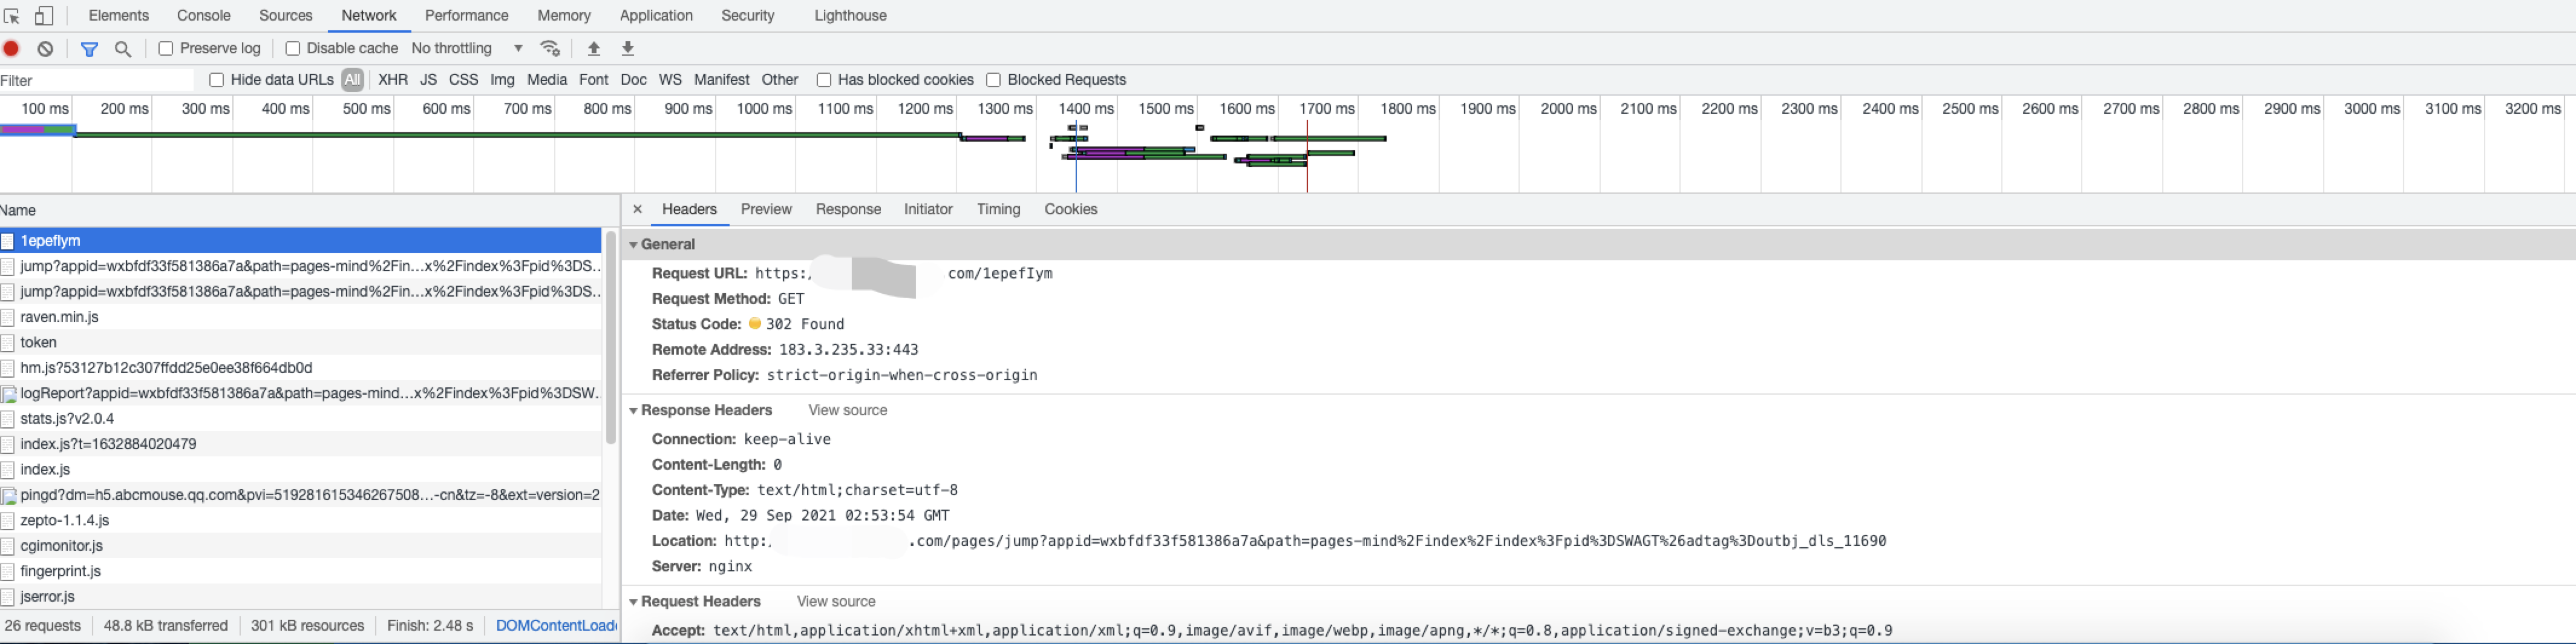 Elements Console Sources Network Performance Memory Application Security Lighthouse
Preserve log Disable cache No throttling
Filter Hide data URLs All XHR JS CSS Img Media Font Doc WS Manifest Other Has blocked cookies Blocked Requests
100 ms 200 ms 300 ms 400 ms 500 ms 600 ms 700 ms 800 ms 900 ms 1000 ms 1100 ms 1200 ms 1300 ms 1400 ms 1500 ms 1600 ms 1700 ms 1800 ms 1900 ms 2000 ms 2100 ms 2200 ms 2300 ms 2400 ms 2500 ms 2600 ms 2700 ms 2800 ms 2900 ms 3000 ms 3100 ms 3200 ms
Name
1epefIym
jump?appid=wxbfdf33f581386a7a&path=pages-mind%2Fin…x%2Findex%3Fpid%3DS..
jump?appid=wxbfdf33f581386a7a&path=pages-mind%2Fin…x%2Findex%3Fpid%3DS..
raven.min.js
token
hm.js?53127b12c307ffdd25e0ee38f664db0d
logReport?appid=wxbfdf33f581386a7a&path=pages-mind…x%2Findex%3Fpid%3DSW.
stats.js?v2.0.4
index.js?t=1632884020479
index.js
pingd?dm=h5.abcmouse.qq.com&pvi=519281615346267508…-cn&tz=-8&ext=version=2
zepto-1.1.4.js
cgimonitor.js
fingerprint.js
jserror.js
26 requests 48.8 kB transferred 301 kB resources Finish: 2.48 s DOMContentLoade
× Headers Preview Response Initiator Timing Cookies
General
Request URL: https: com/1epefIym
Request Method: GET
Status Code: 302 Found
Remote Address: 183.3.235.33:443
Referrer Policy: strict-origin-when-cross-origin
Response Headers View source
Connection: keep-alive
Content-Length: 0
Content-Type: text/html;charset=utf-8
Date: Wed, 29 Sep 2021 02:53:54 GMT
Location: http: .com/pages/jump?appid=wxbfdf33f581386a7a&path=pages-mind%2Findex%2Findex%3Fpid%3DSWAGT%26adtag%3Doutbj_dls_11690
Server: nginx
Request Headers View source
Accept: text/html,application/xhtml+xml,application/xml;q=0.9,image/avif,image/webp,image/apng,*/*;q=0.8,application/signed-exchange;v=b3;q=0.9